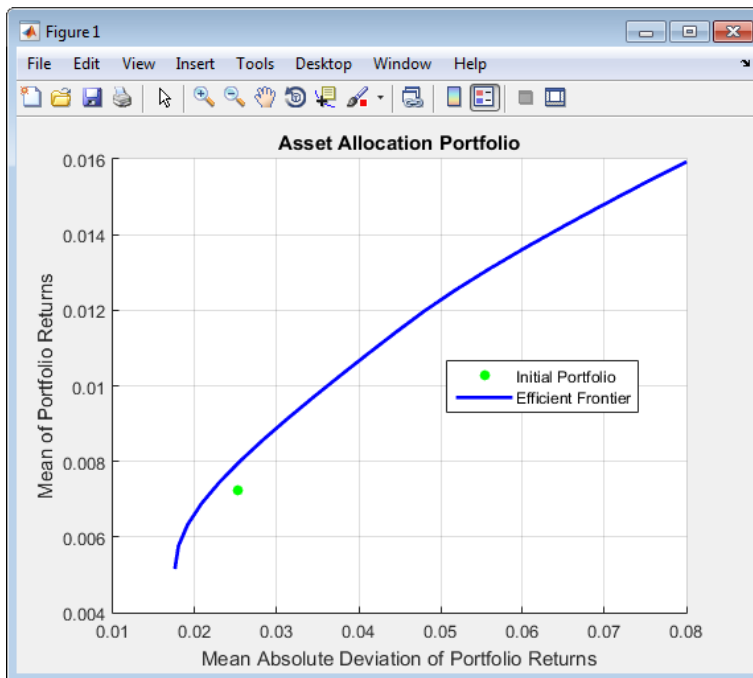 Figure 1
File Edit View Insert Tools Desktop Window Help
Asset Allocation Portfolio
0.016
0.014
0.012
0.01
0.008
0.006
0.004
Mean of Portfolio Returns
Initial Portfolio
Efficient Frontier
0.01 0.02 0.03 0.04 0.05 0.06 0.07 0.08
Mean Absolute Deviation of Portfolio Returns